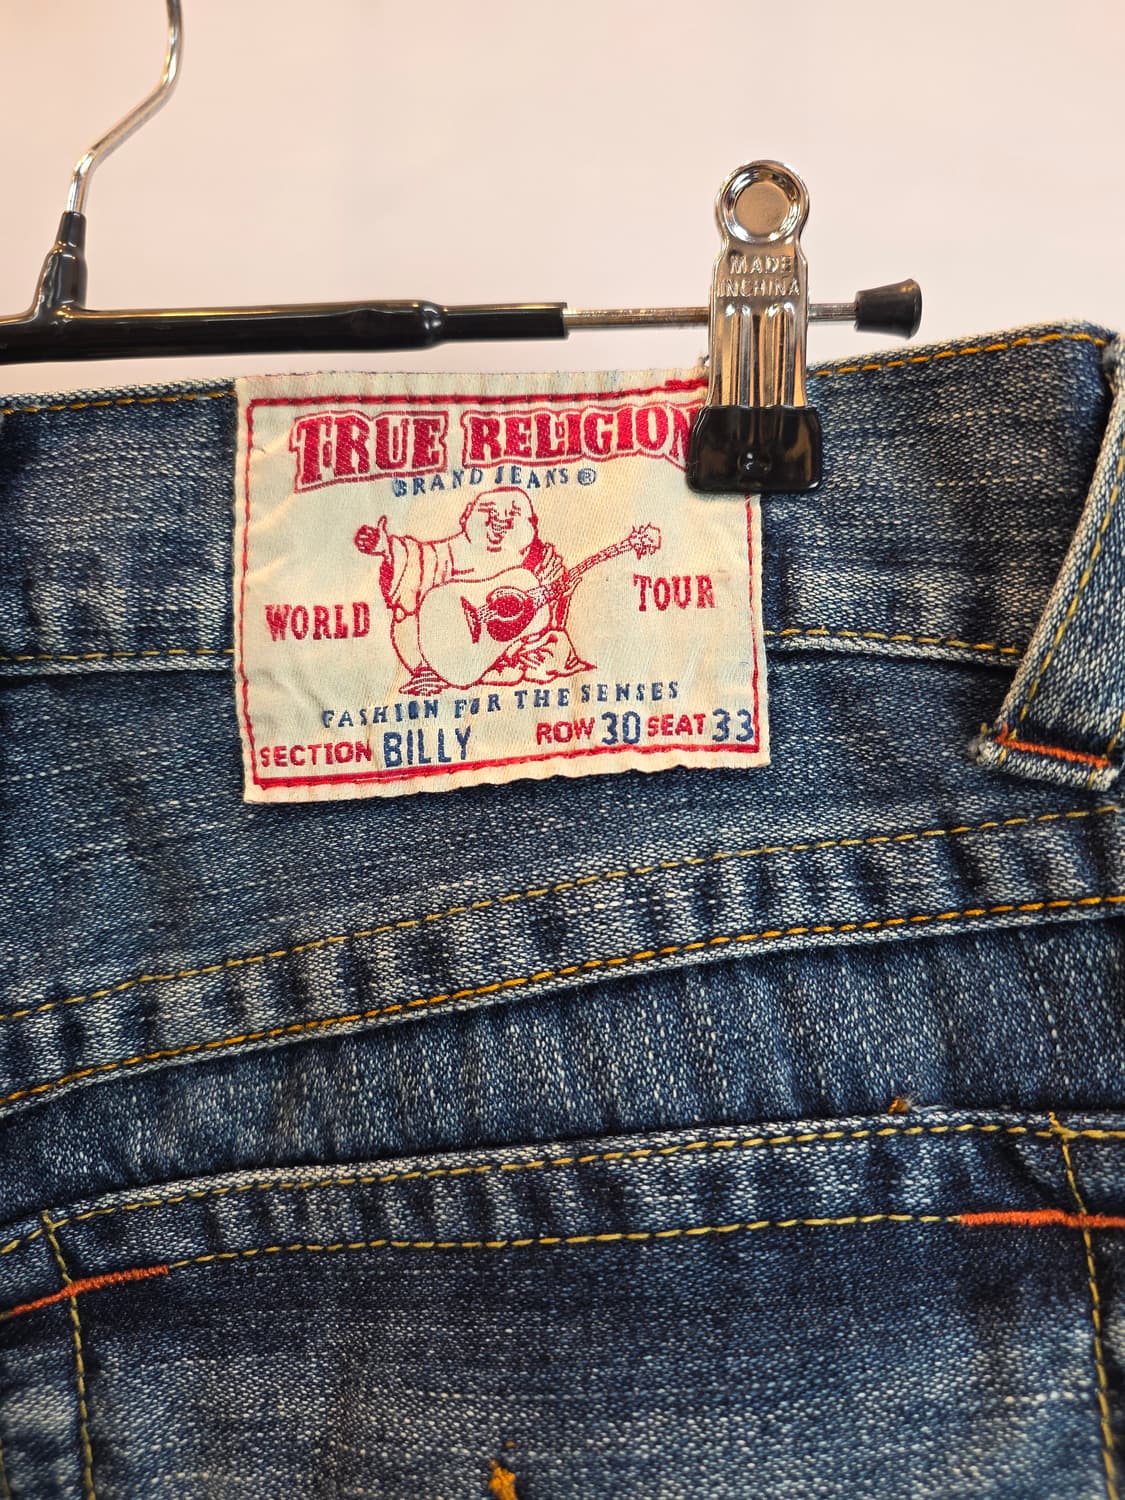 MADE
IN CHINA
TRUE RELIGION
BRAND JEANS®
WORLD TOUR
FASHION FOR THE SENSES
SECTION BILLY ROW 30 SEAT 33